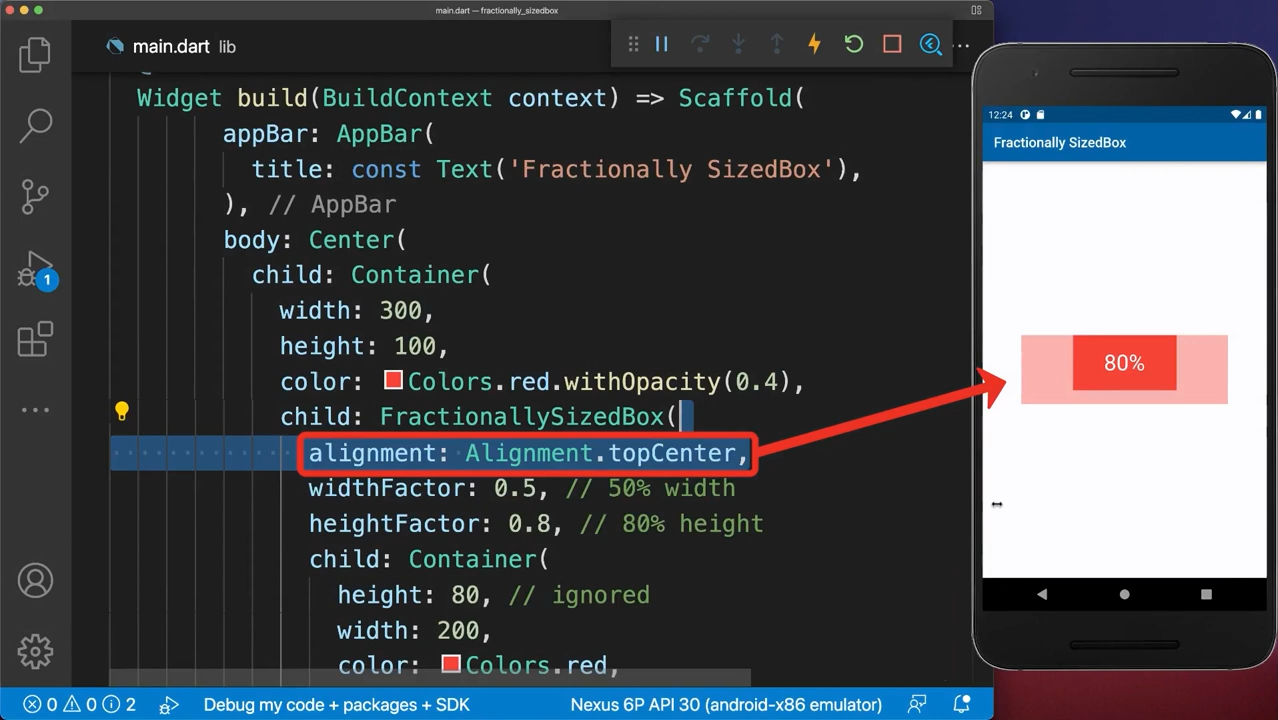 main.dart — fractionally_sizedbox
main.dart lib
Widget build(BuildContext context) => Scaffold(
appBar: AppBar(
title: const Text('Fractionally SizedBox'),
), // AppBar
body: Center(
child: Container(
width: 300,
height: 100,
color: Colors.red.withOpacity(0.4),
child: FractionallySizedBox(
alignment: Alignment.topCenter,
widthFactor: 0.5, // 50% width
heightFactor: 0.8, // 80% height
child: Container(
height: 80, // ignored
width: 200,
color: Colors.red,
1
0 0 2 Debug my code + packages + SDK Nexus 6P API 30 (android-x86 emulator)
12:24
Fractionally SizedBox
80%